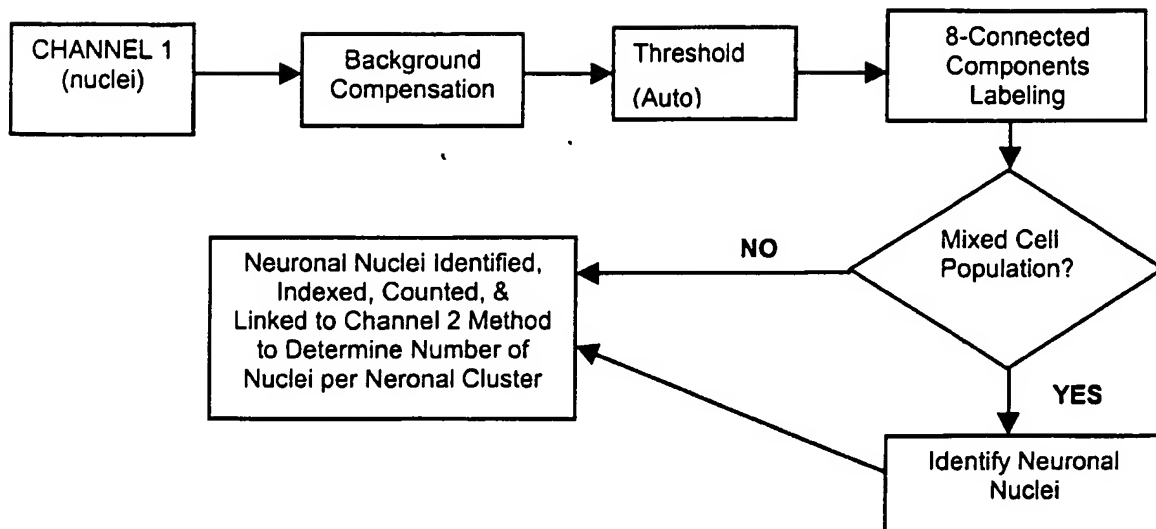 CHANNEL 1
(nuclei)
Background
Compensation
Threshold
(Auto)
8-Connected
Components
Labeling
Mixed Cell
Population?
NO
YES
Neuronal Nuclei Identified,
Indexed, Counted, &
Linked to Channel 2 Method
to Determine Number of
Nuclei per Neronal Cluster
Identify Neuronal
Nuclei